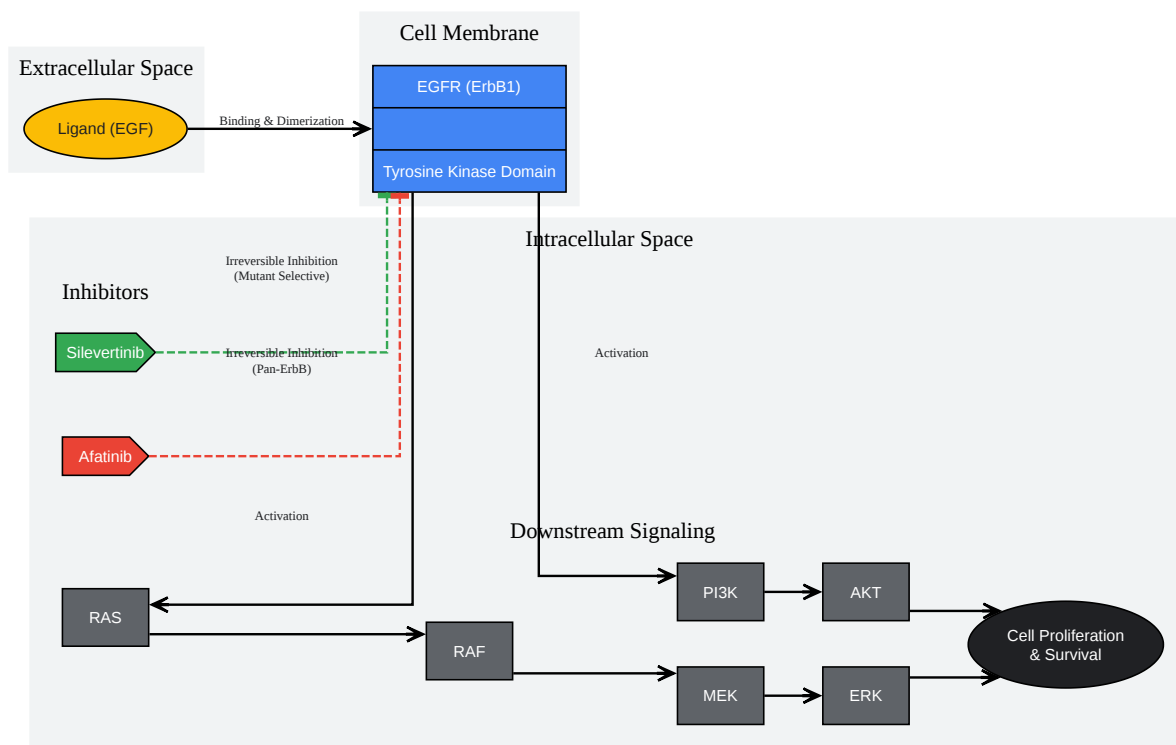 Cell Membrane
Extracellular Space
EGFR (ErbB1)
Ligand (EGF)
Binding & Dimerization
Tyrosine Kinase Domain
Intracellular Space
Irreversible Inhibition
(Mutant Selective)
Inhibitors
Silevertinib
Irreversible Inhibition
(Pan-ErbB)
Activation
Afatinib
Activation
Downstream Signaling
PI3K
AKT
RAS
RAF
Cell Proliferation
& Survival
MEK
ERK